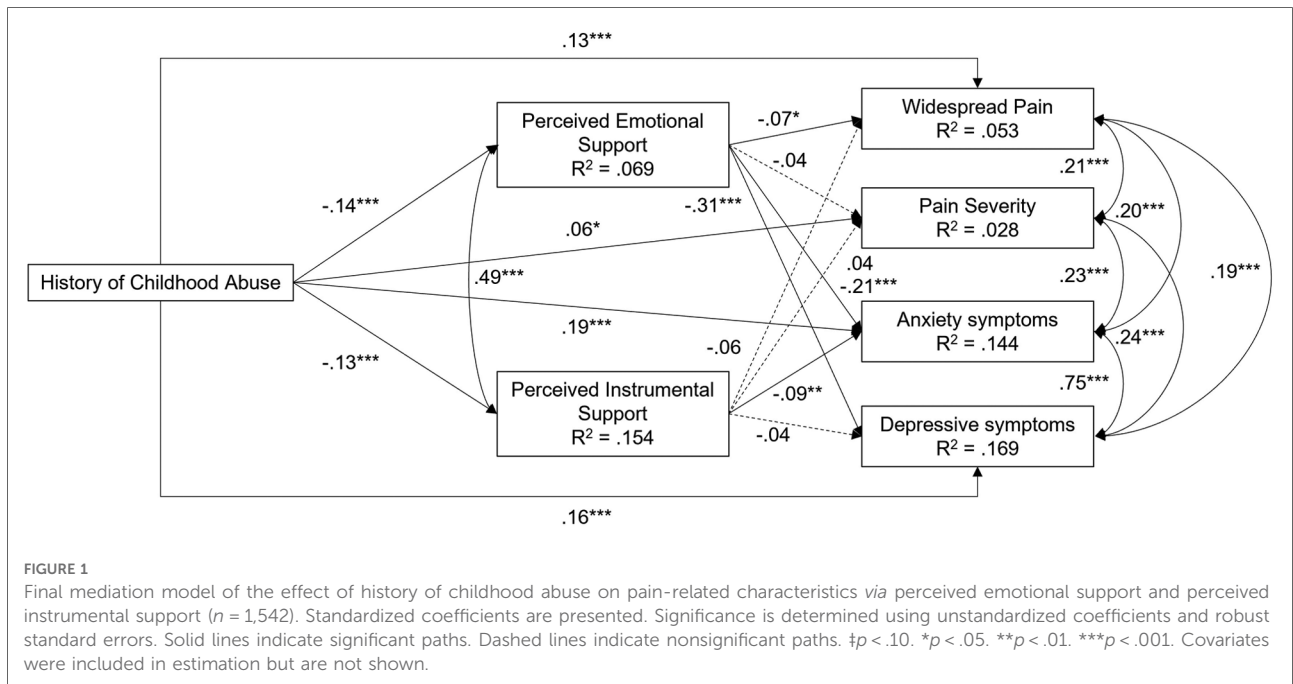 .13***
Perceived Emotional
Support
R² = .069
Widespread Pain
R² = .053
-.07*
-.04
.21***
-.14***
-.31***
Pain Severity
R² = .028
.20***
.06*
History of Childhood Abuse
.49***
.04
-.21***
.23***
.19***
.19***
Anxiety symptoms
R² = .144
.24***
-.13***
-.06
Perceived Instrumental
Support
R² = .154
-.09**
.75***
-.04
Depressive symptoms
R² = .169
.16***
FIGURE 1
Final mediation model of the effect of history of childhood abuse on pain-related characteristics via perceived emotional support and perceived
instrumental support (n = 1,542). Standardized coefficients are presented. Significance is determined using unstandardized coefficients and robust
standard errors. Solid lines indicate significant paths. Dashed lines indicate nonsignificant paths. ‡p < .10. *p < .05. **p < .01. ***p < .001. Covariates
were included in estimation but are not shown.